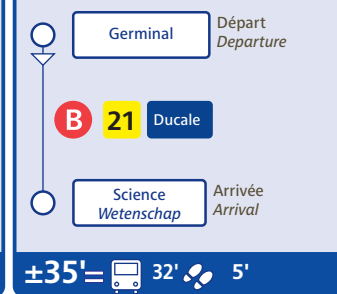 Germinal
Départ
Departure
B 21 Ducale
Science
Wetenschap
Arrivée
Arrival
±35'= 32' 5'